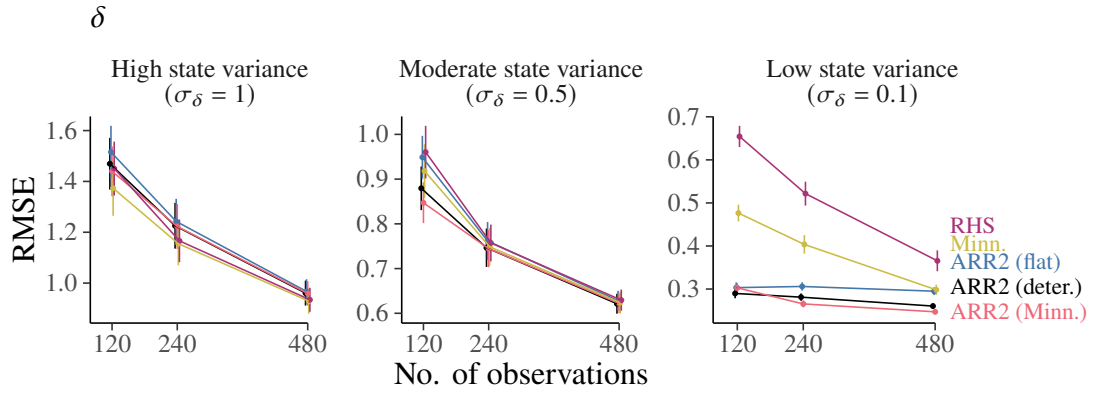 δ
High state variance
(σδ = 1)
Moderate state variance
(σδ = 0.5)
Low state variance
(σδ = 0.1)
RMSE
1.6
1.4
1.2
1.0
120
240
480
1.0
0.9
0.8
0.7
0.6
120
240
480
0.7
0.6
0.5
0.4
0.3
120
240
480
RHS
Minn.
ARR2 (flat)
ARR2 (deter.)
ARR2 (Minn.)
No. of observations